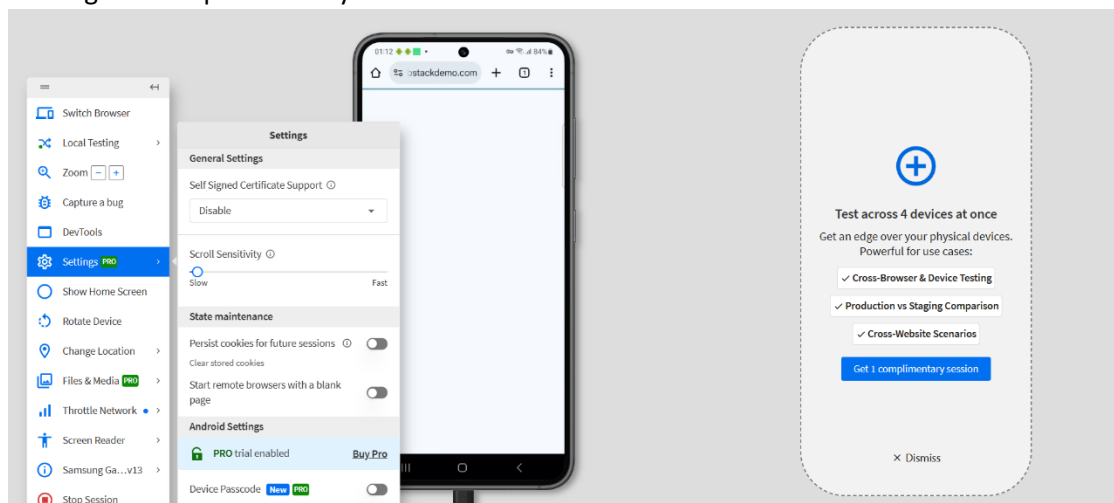 Switch Browser
Local Testing
Zoom - +
Capture a bug
DevTools
Settings PRO
Show Home Screen
Rotate Device
Change Location
Files & Media PRO
Throttle Network
Screen Reader
Samsung Ga...v13
Stop Session
Settings
General Settings
Self Signed Certificate Support
Disable
Scroll Sensitivity
Slow Fast
State maintenance
Persist cookies for future sessions
Clear stored cookies
Start remote browsers with a blank
page
Android Settings
PRO trial enabled Buy Pro
Device Passcode New PRO
01:12 84%
stackdemo.com 1
Test across 4 devices at once
Get an edge over your physical devices.
Powerful for use cases:
✓ Cross-Browser & Device Testing
✓ Production vs Staging Comparison
✓ Cross-Website Scenarios
Get 1 complimentary session
× Dismiss